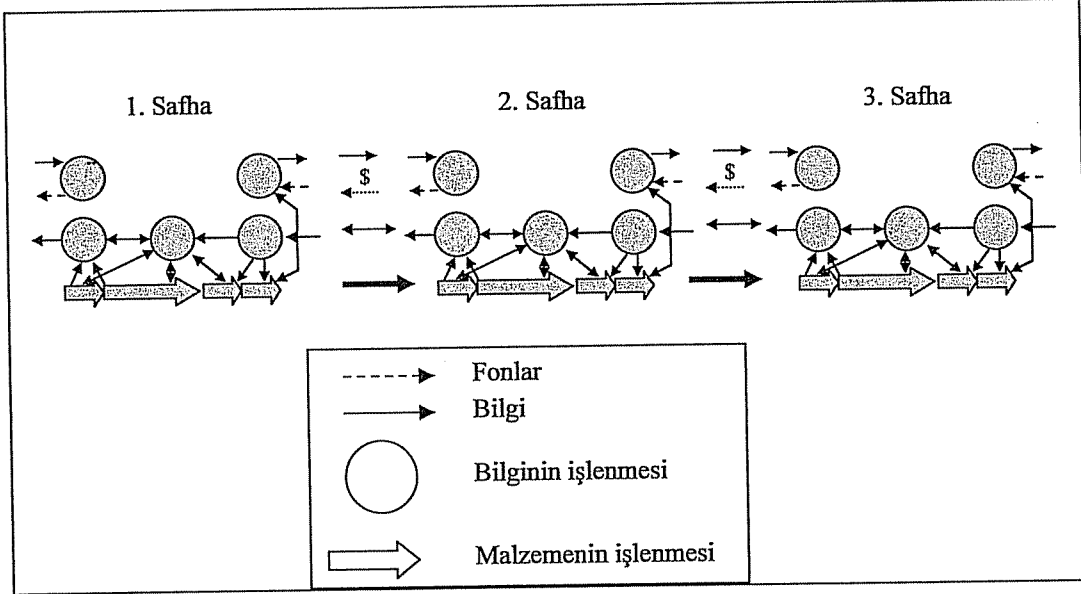 1. Safha
2. Safha
3. Safha
$
$
Fonlar
Bilgi
Bilginin işlenmesi
Malzemenin işlenmesi